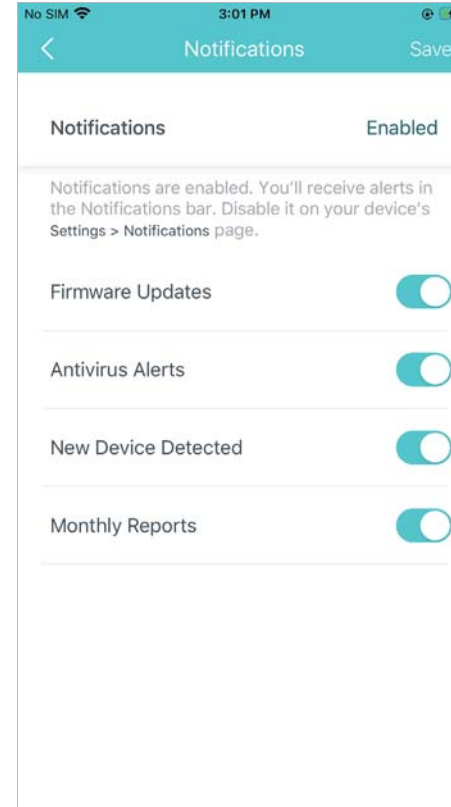 No SIM 3:01 PM
Notifications Save
Notifications Enabled
Notifications are enabled. You'll receive alerts in
the Notifications bar. Disable it on your device's
Settings > Notifications page.
Firmware Updates
Antivirus Alerts
New Device Detected
Monthly Reports